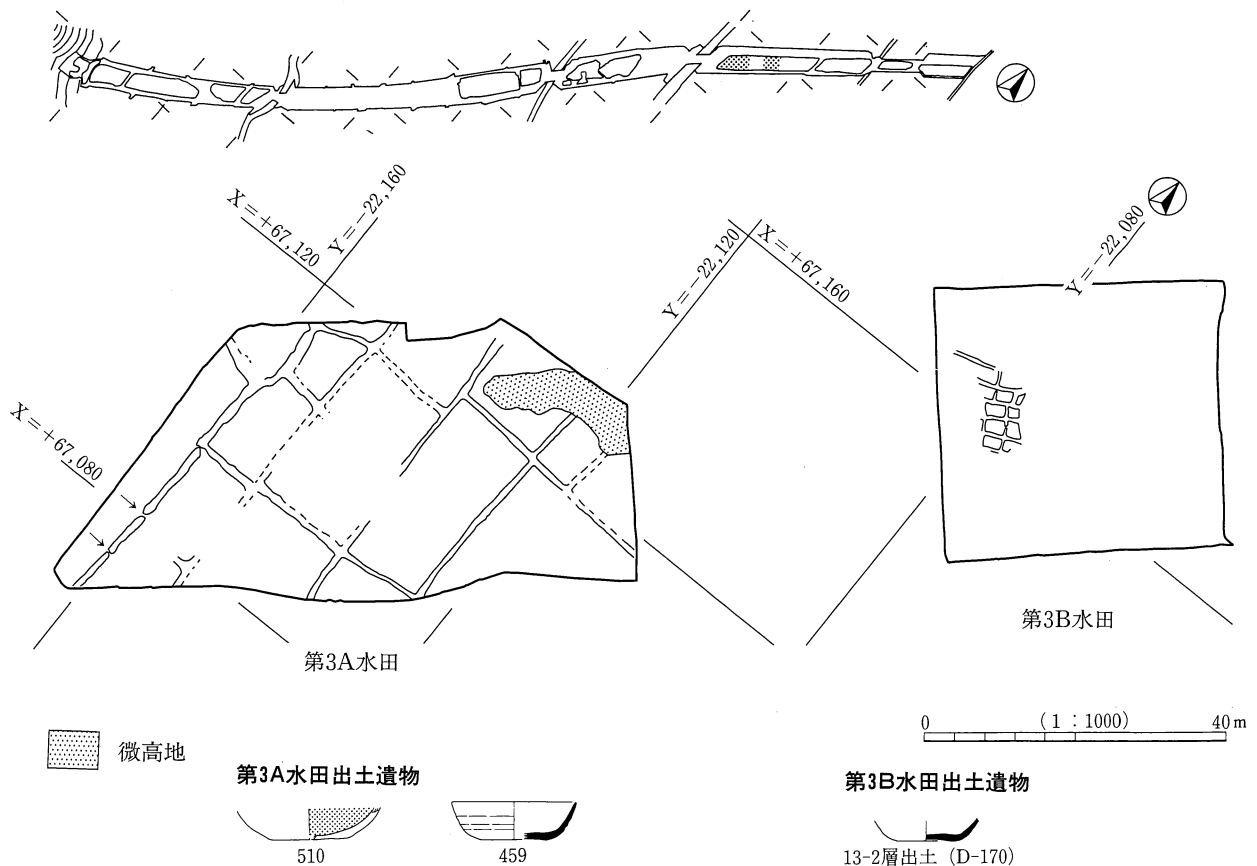 X=+67,120
Y=-22,160
Y=-22,120
X=+67,160
Y=-22,080
X=+67,080
第3A水田
第3B水田
0 (1:1000) 40m
微高地
第3A水田出土遺物
510
459
第3B水田出土遺物
13-2層出土 (D-170)